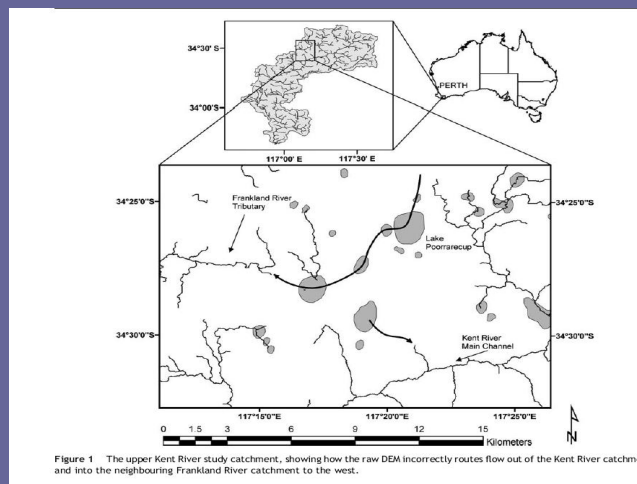 34°30' S
PERTH
34°00' S
117°00' E
117°30' E
34°25'0"S
34°25'0"S
Frankland River
Tributary
Lake
Poorrarecup
34°30'0"S
34°30'0"S
Kent River
Main Channel
117°15'0"E
117°20'0"E
117°25'0"E
0 1.5 3 6 9 12 15
Kilometers
N
Figure 1 The upper Kent River study catchment, showing how the raw DEM incorrectly routes flow out of the Kent River catchm
and into the neighbouring Frankland River catchment to the west.